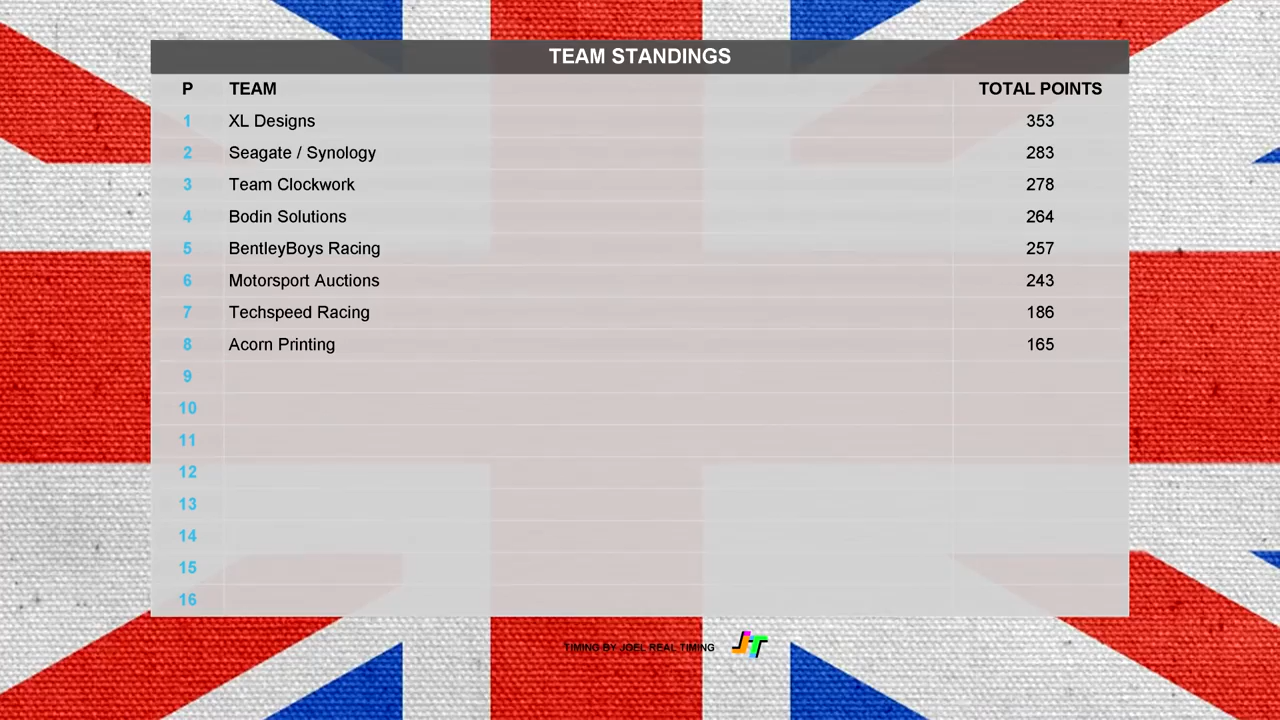 TEAM STANDINGS
P TEAM TOTAL POINTS
1 XL Designs 353
2 Seagate / Synology 283
3 Team Clockwork 278
4 Bodin Solutions 264
5 BentleyBoys Racing 257
6 Motorsport Auctions 243
7 Techspeed Racing 186
8 Acorn Printing 165
9
10
11
12
13
14
15
16
TIMING BY JOEL REAL TIMING JT